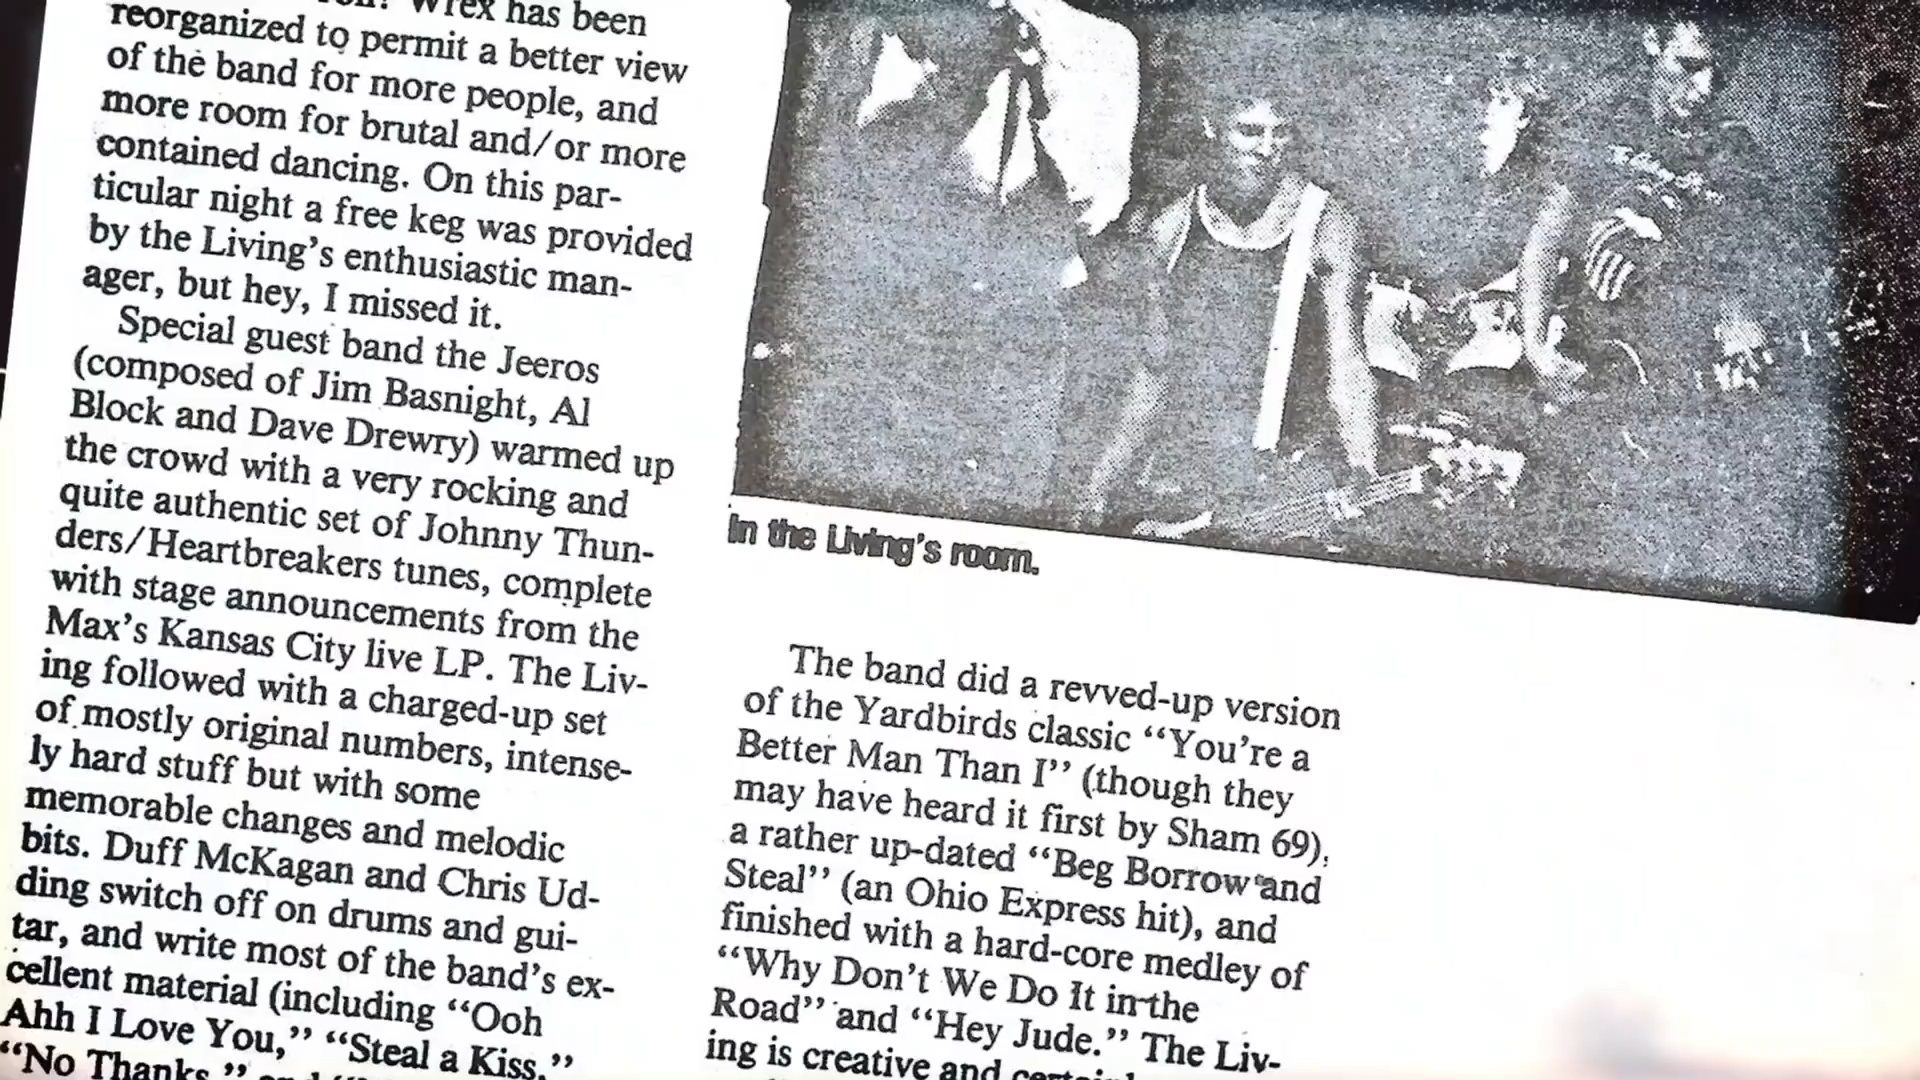 Wrex has been
reorganized to permit a better view
of the band for more people, and
more room for brutal and/or more
contained dancing. On this par-
ticular night a free keg was provided
by the Living's enthusiastic man-
ager, but hey, I missed it.
Special guest band the Jeeros
(composed of Jim Basnight, Al
Block and Dave Drewry) warmed up
the crowd with a very rocking and
quite authentic set of Johnny Thun-
ders/Heartbreakers tunes, complete
with stage announcements from the
Max's Kansas City live LP. The Liv-
ing followed with a charged-up set
of mostly original numbers, intense-
ly hard stuff but with some
memorable changes and melodic
bits. Duff McKagan and Chris Ud-
ding switch off on drums and gui-
tar, and write most of the band's ex-
cellent material (including “Ooh
Ahh I Love You,” “Steal a Kiss,”
“No Thanks,”
In the Living's room.
The band did a revved-up version
of the Yardbirds classic “You're a
Better Man Than I” (though they
may have heard it first by Sham 69),
a rather up-dated “Beg Borrow and
Steal” (an Ohio Express hit), and
finished with a hard-core medley of
“Why Don't We Do It in the
Road” and “Hey Jude.” The Liv-
ing is creative and